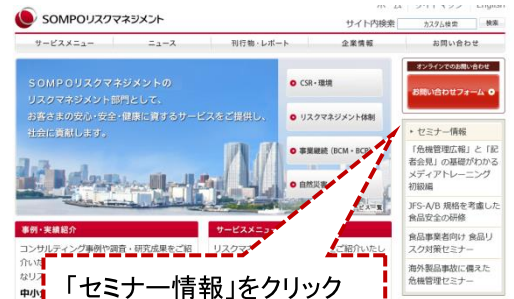 サイトマップ English
SOMPOリスクマネジメント
サイト内検索 カスタム検索 検索
サービスメニュー ニュース 刊行物・レポート 企業情報 お問い合わせ
オンラインでのお問い合わせ
お問い合わせフォーム
SOMPOリスクマネジメントの
リスクマネジメント部門として、
お客さまの安心・安全・健康に資するサービスをご提供し、
社会に貢献します。
CSR・環境
リスクマネジメント体制
事業継続（BCM・BCP）
自然災害
セミナー情報
「危機管理広報」と「記
者会見」の基礎がわかる
メディアトレーニング
初級編
JFS-A/B 規格を考慮した
食品安全の研修
食品事業者向け 食品リ
スク対策セミナー
海外製品事故に備えた
危機管理セミナー
事例・実績紹介
サービスメニュー
コンサルティング事例や調査・研究成果をご紹
「セミナー情報」をクリック